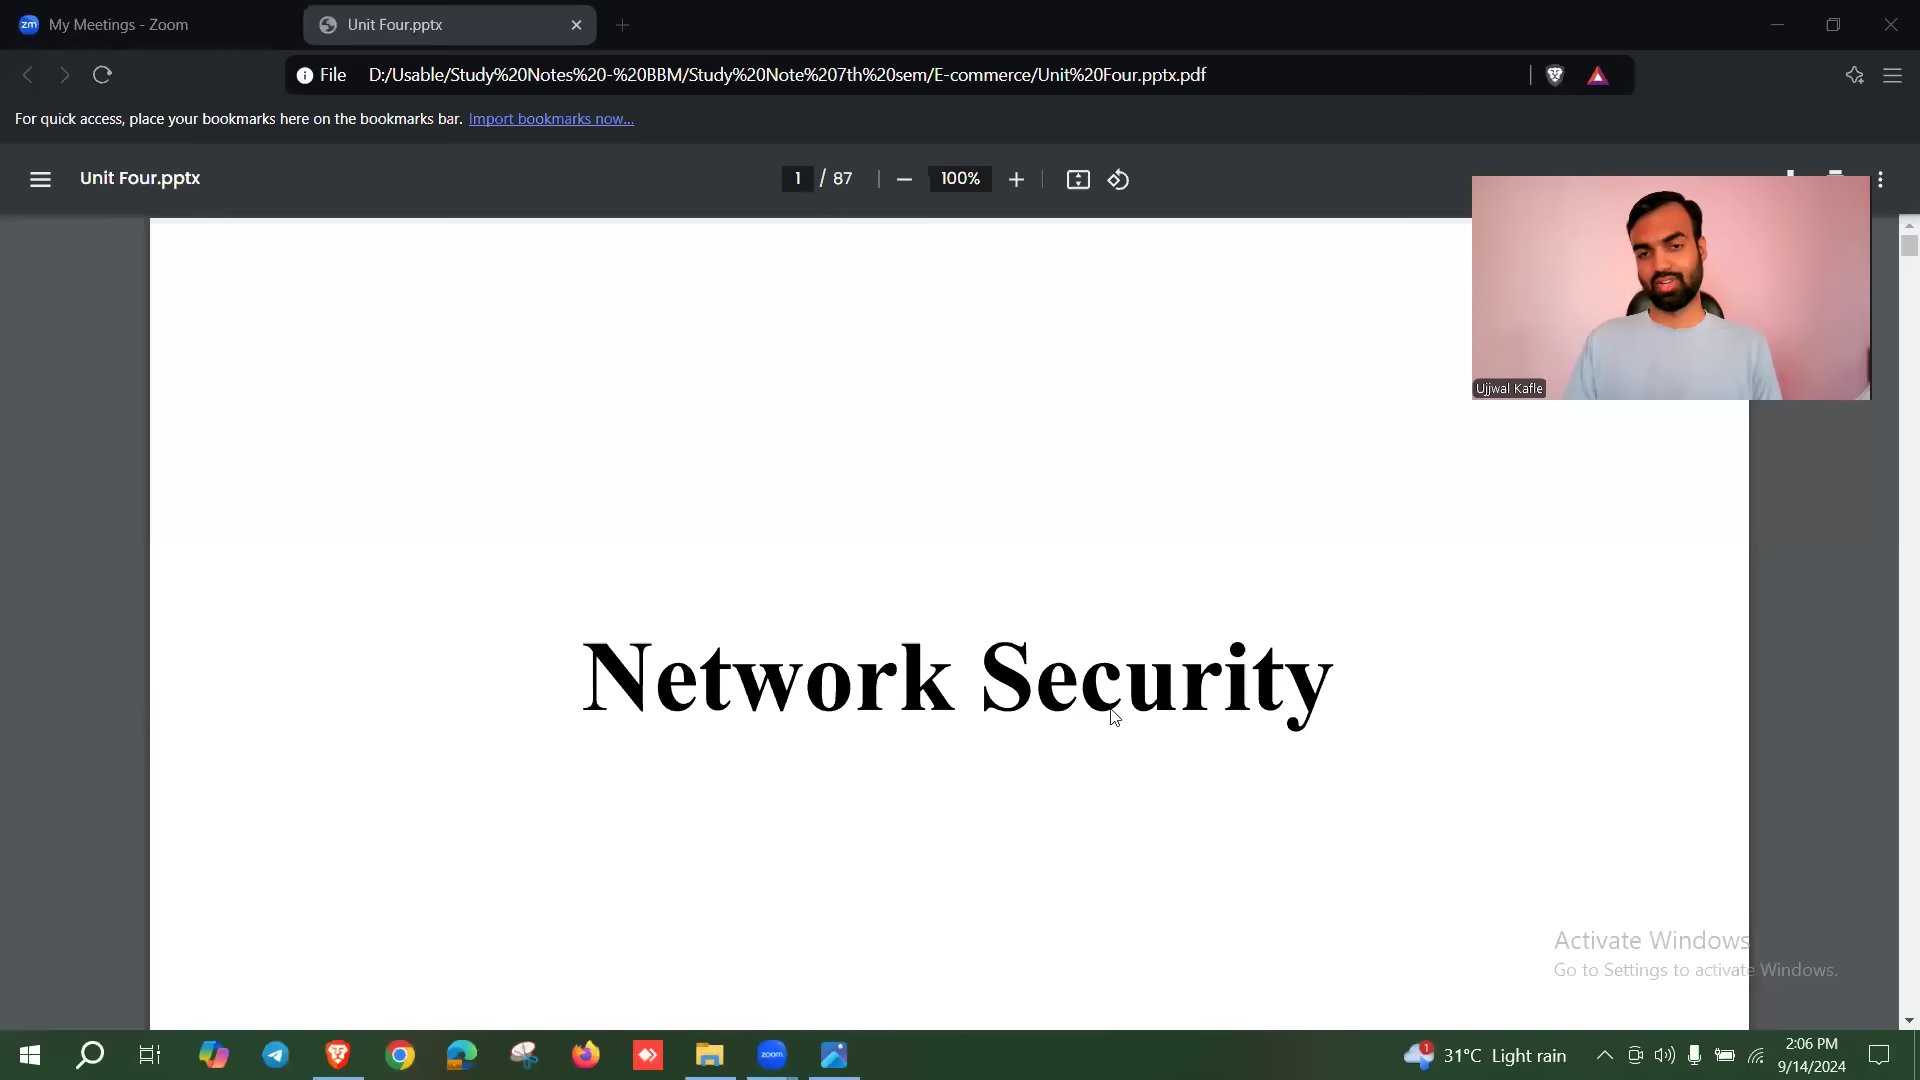 zm My Meetings - Zoom
Unit Four.pptx
File D:/Usable/Study%20Notes%20-%20BBM/Study%20Note%207th%20sem/E-commerce/Unit%20Four.pptx.pdf
For quick access, place your bookmarks here on the bookmarks bar. Import bookmarks now...
Unit Four.pptx
1 / 87
100%
Ujjwal Kafle
Network Security
Activate Windows
Go to Settings to activate Windows.
zoom
1
31°C Light rain
2:06 PM
9/14/2024